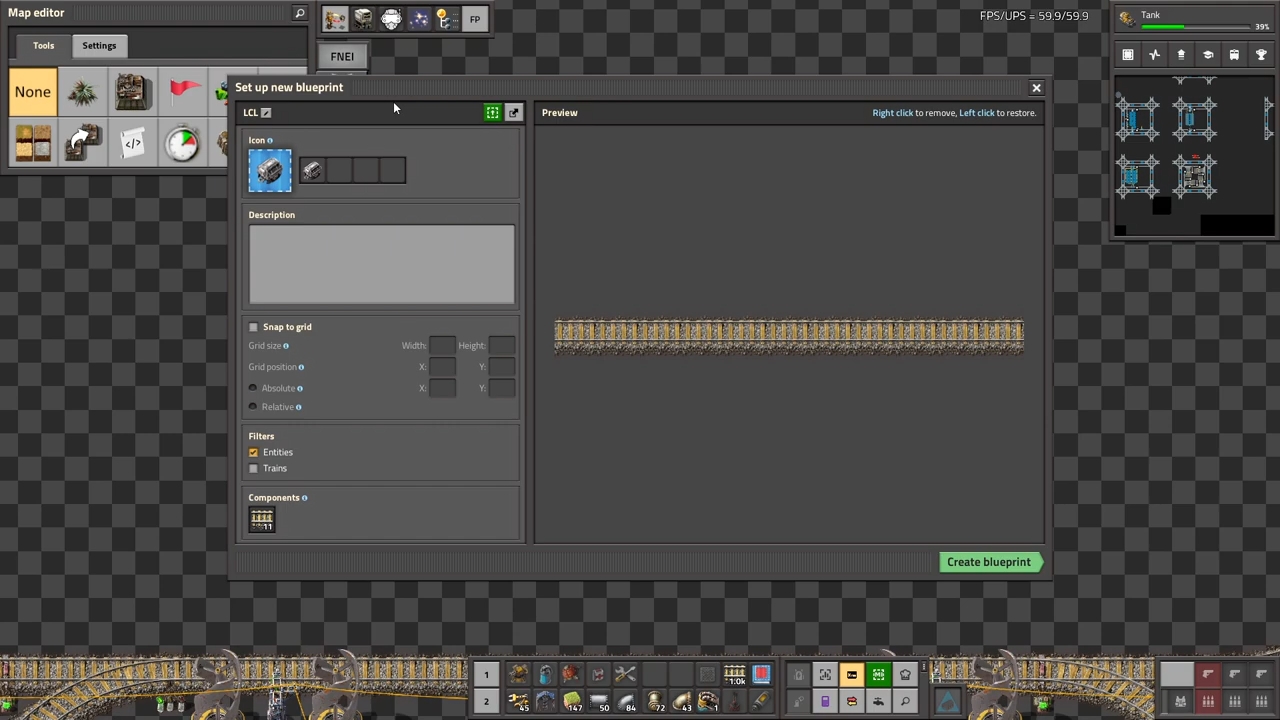 Map editor
FP
FPS/UPS = 59.9/59.9
Tank
39%
Tools
Settings
FNEI
None
Set up new blueprint
LCL
Preview
Right click to remove, Left click to restore.
Icon
Description
Snap to grid
Grid size
Width:
Height:
Grid position
X:
Y:
Absolute
X:
Y:
Relative
Filters
Entities
Trains
Components
11
Create blueprint
1
1.0k
2
45
147
50
84
72
43
1